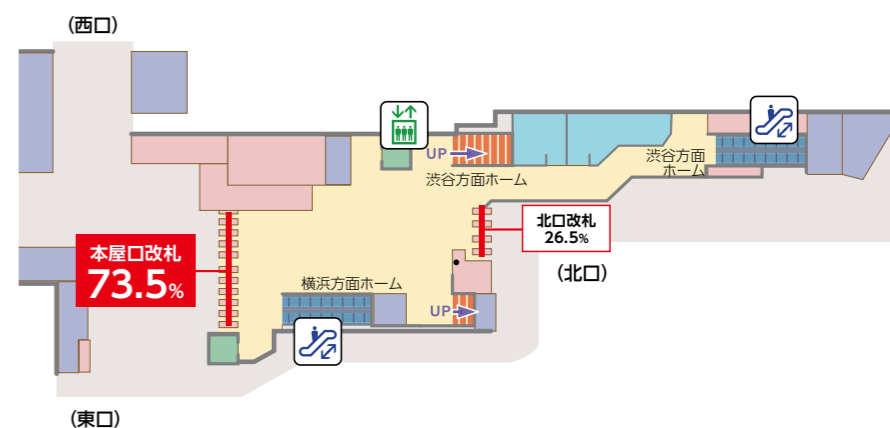 (西口)
UP
渋谷方面ホーム
渋谷方面
ホーム
本屋口改札
73.5%
北口改札
26.5%
(北口)
横浜方面ホーム
UP
(東口)